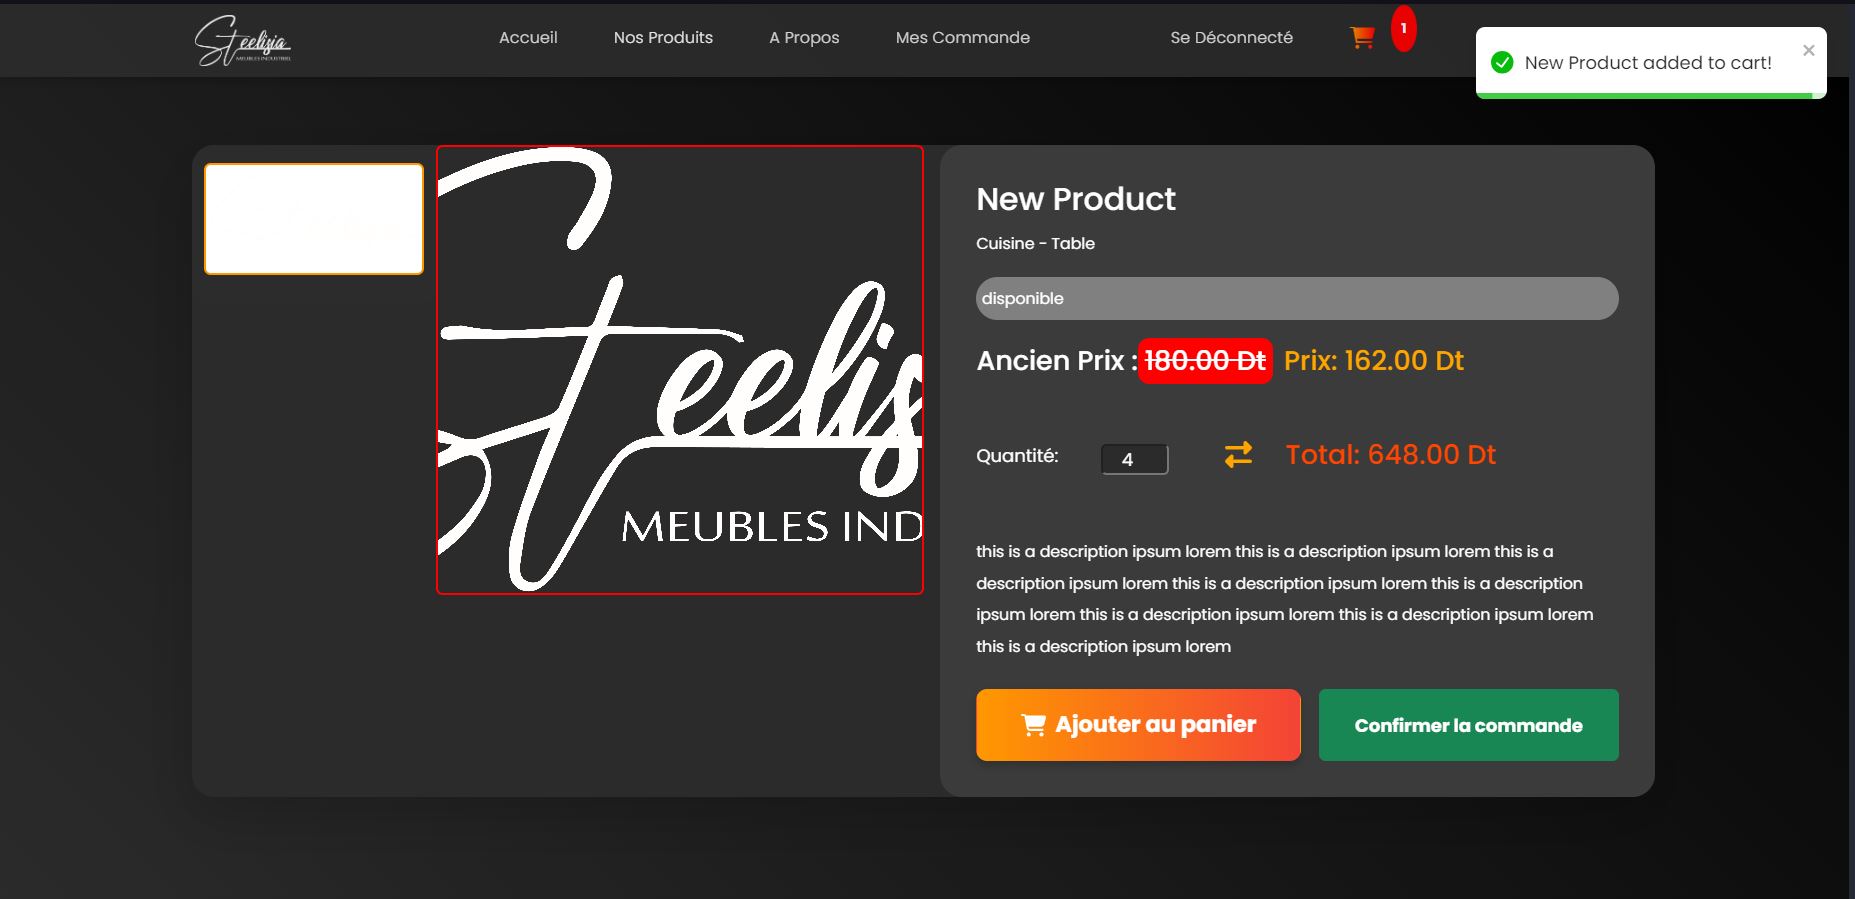 Steelisia
MEUBLES INDUSTRIEL
Accueil
Nos Produits
A Propos
Mes Commande
Se Déconnecté
1
New Product added to cart!
Steelis
MEUBLES IND
New Product
Cuisine - Table
disponible
Ancien Prix : 180.00 Dt Prix: 162.00 Dt
Quantité: 4 Total: 648.00 Dt
this is a description ipsum lorem this is a description ipsum lorem this is a
description ipsum lorem this is a description ipsum lorem this is a description
ipsum lorem this is a description ipsum lorem this is a description ipsum lorem
this is a description ipsum lorem
Ajouter au panier
Confirmer la commande